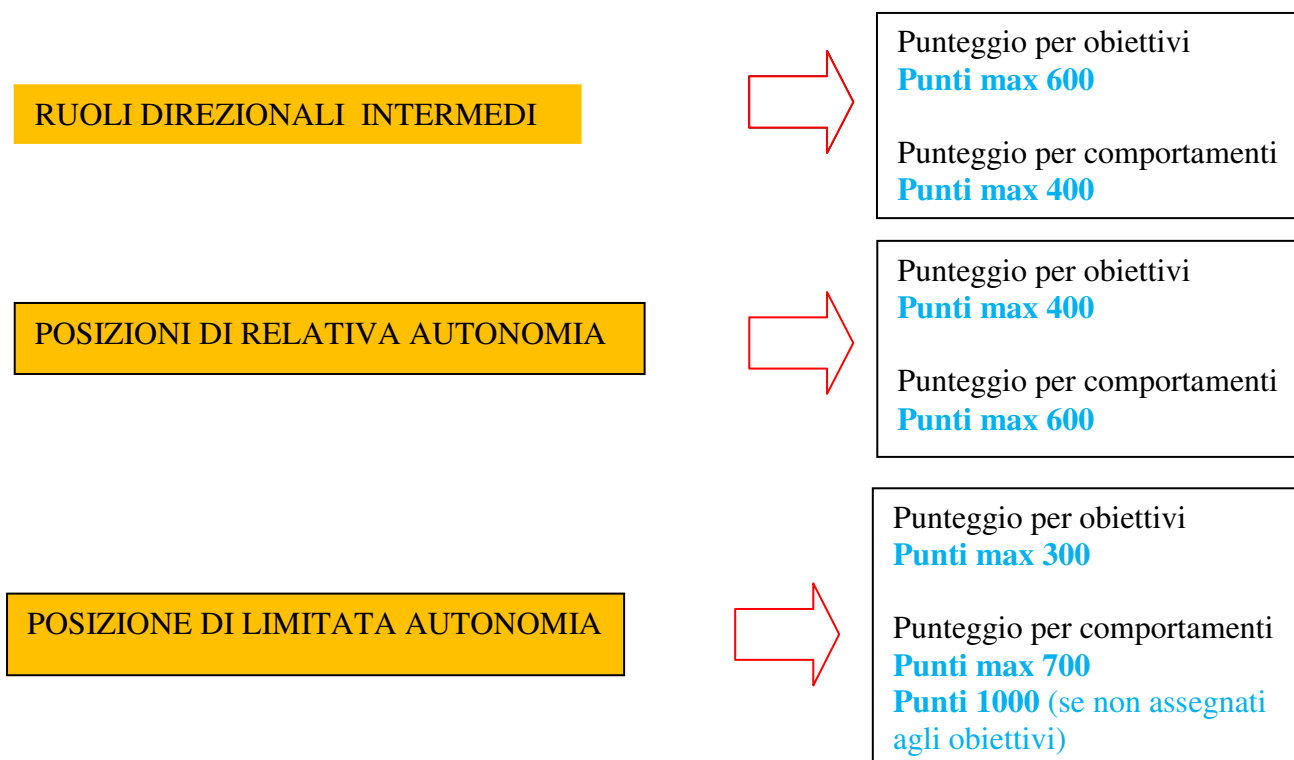 RUOLI DIREZIONALI INTERMEDI
Punteggio per obiettivi
Punti max 600
Punteggio per comportamenti
Punti max 400
POSIZIONI DI RELATIVA AUTONOMIA
Punteggio per obiettivi
Punti max 400
Punteggio per comportamenti
Punti max 600
POSIZIONE DI LIMITATA AUTONOMIA
Punteggio per obiettivi
Punti max 300
Punteggio per comportamenti
Punti max 700
Punti 1000 (se non assegnati
agli obiettivi)